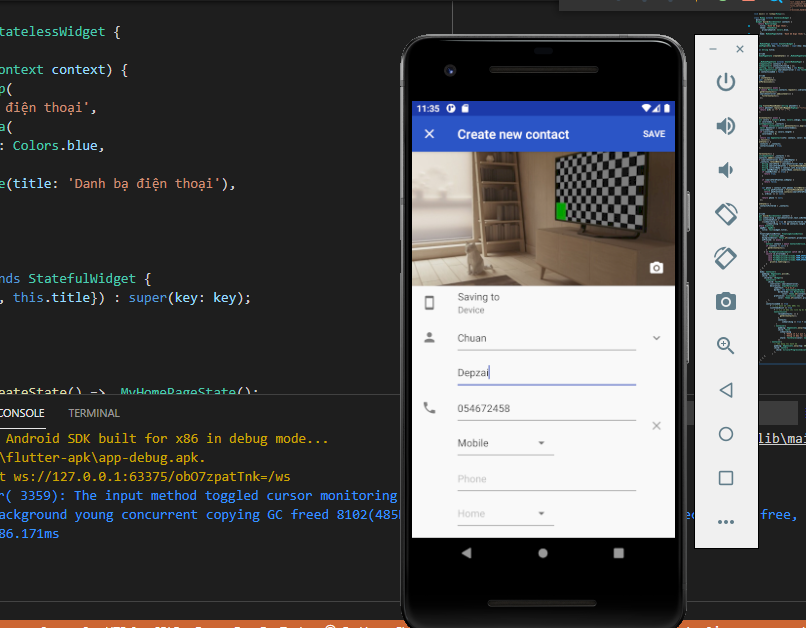 tatelessWidget {
ontext context) {
p(
điện thoại',
a(
: Colors.blue,
e(title: 'Danh bạ điện thoại'),
nds StatefulWidget {
, this.title}) : super(key: key);
eateState() => _MyHomePageState();
CONSOLE TERMINAL
Android SDK built for x86 in debug mode...
\flutter-apk\app-debug.apk.
t ws://127.0.0.1:63375/obO7zpatTnk=/ws
r( 3359): The input method toggled cursor monitoring
ackground young concurrent copying GC freed 8102(485K
free,
86.171ms
lib\mai
11:35
Create new contact SAVE
Saving to
Device
Chuan
Depzai
054672458
Mobile
Phone
Home